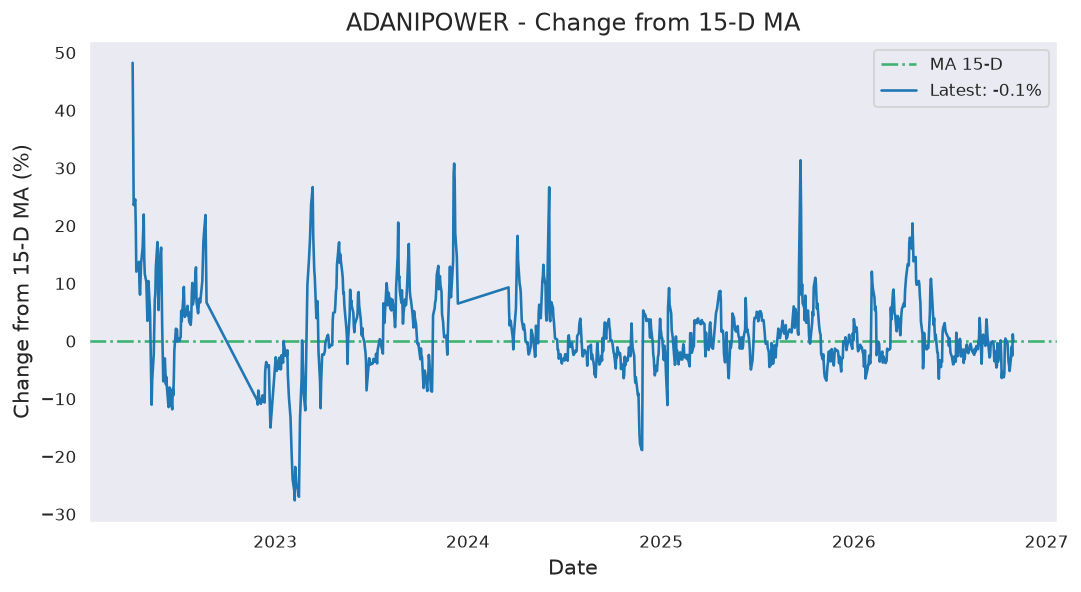 ADANIPOWER - Change from 15-D MA
MA 15-D
Latest: -0.1%
Change from 15-D MA (%)
50
40
30
20
10
0
−10
−20
−30
2023
2024
2025
2026
2027
Date